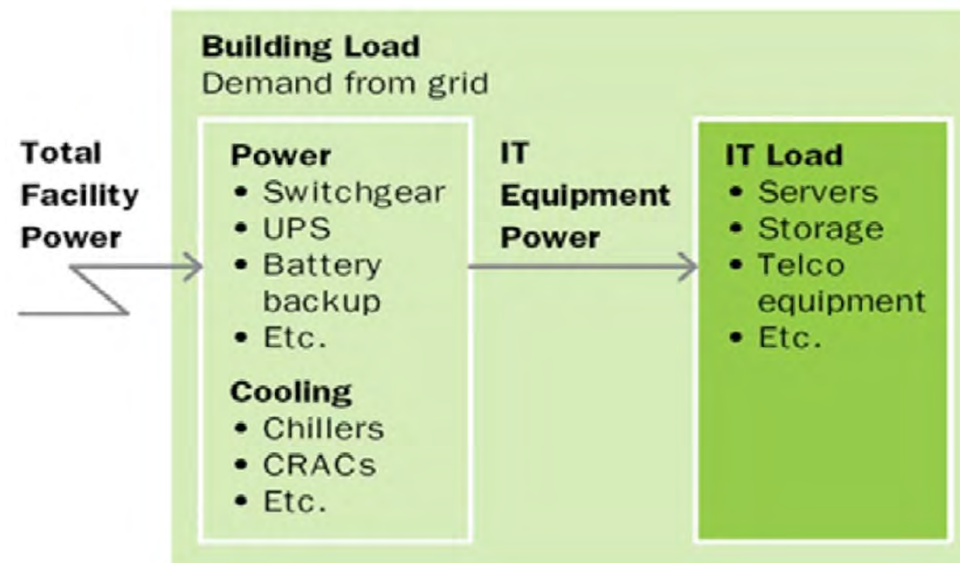 Building Load
Demand from grid
Total
Facility
Power
Power
• Switchgear
• UPS
• Battery
backup
• Etc.
Cooling
• Chillers
• CRACs
• Etc.
IT
Equipment
Power
IT Load
• Servers
• Storage
• Telco
equipment
• Etc.